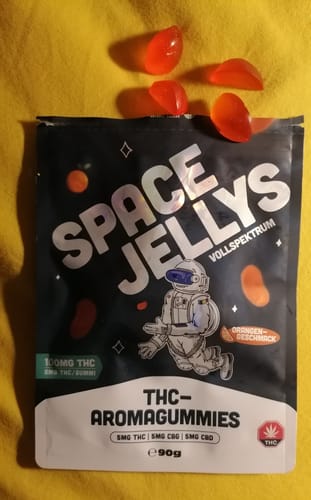 SPACE
JELLYS
VOLLSPEKTRUM
ORANGEN-
GESCHMACK
100MG THC
5MG THC/GUMMI
THC-
AROMAGUMMIES
5MG THC | 5MG CBG | 5MG CBD
℮90g
THC